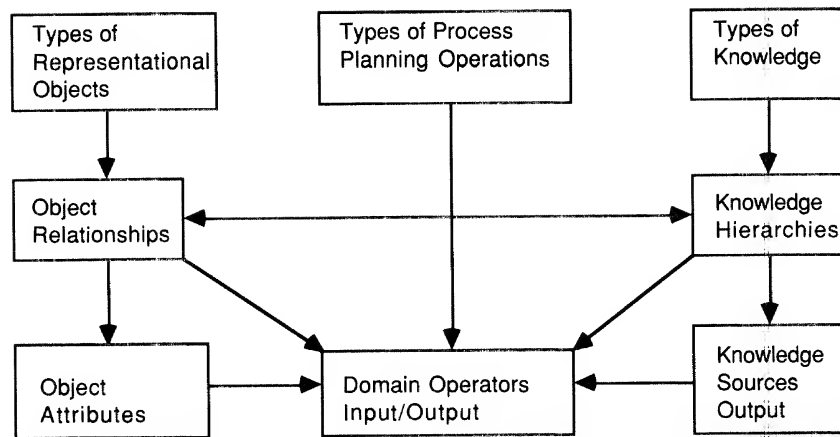 Types of
Representational
Objects
Types of Process
Planning Operations
Types of
Knowledge
Object
Relationships
Knowledge
Hierarchies
Object
Attributes
Domain Operators
Input/Output
Knowledge
Sources
Output